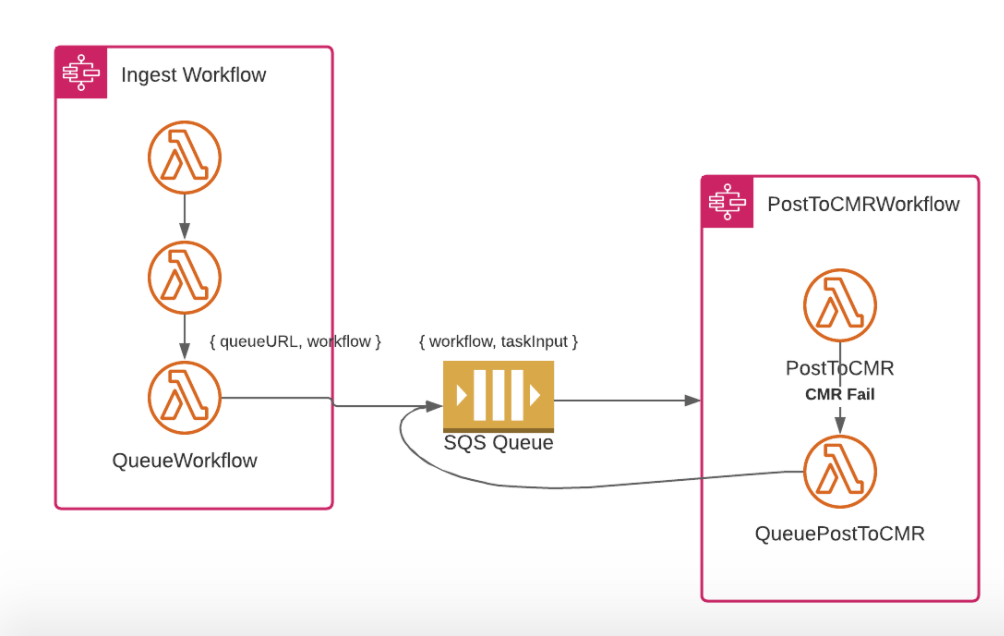 Ingest Workflow
PostToCMRWorkflow
{ queueURL, workflow }
{ workflow, taskInput }
PostToCMR
CMR Fail
SQS Queue
QueueWorkflow
QueuePostToCMR